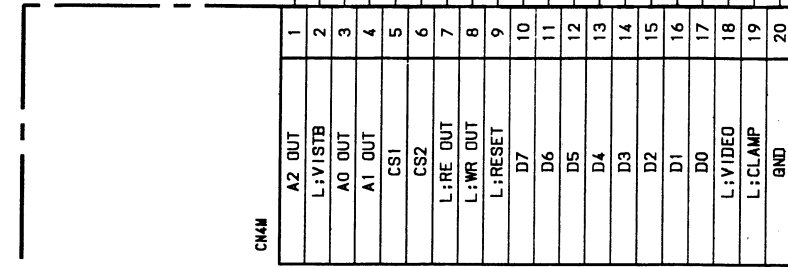 CN4M
A2 OUT 1
L;VISTB 2
A0 OUT 3
A1 OUT 4
CS1 5
CS2 6
L;RE OUT 7
L;WR OUT 8
L;RESET 9
D7 10
D6 11
D5 12
D4 13
D3 14
D2 15
D1 16
D0 17
L;VIDEO 18
L;CLAMP 19
GND 20